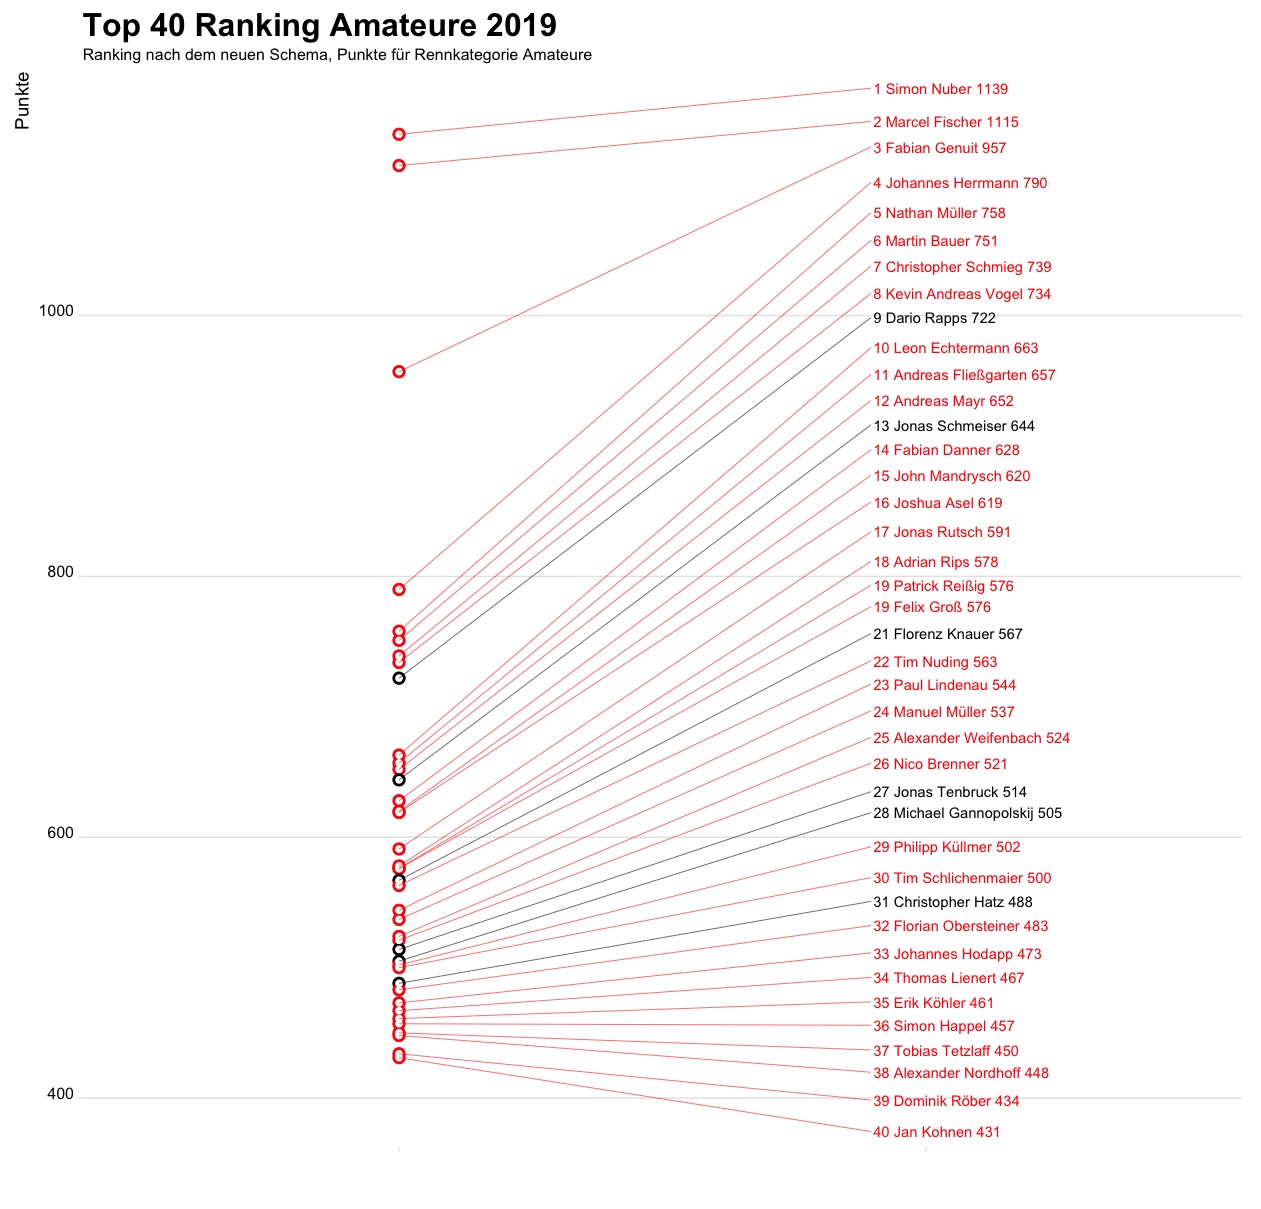 Top 40 Ranking Amateure 2019
Ranking nach dem neuen Schema, Punkte für Rennkategorie Amateure
Punkte
1000
800
600
400
1 Simon Nuber 1139
2 Marcel Fischer 1115
3 Fabian Genuit 957
4 Johannes Herrmann 790
5 Nathan Müller 758
6 Martin Bauer 751
7 Christopher Schmieg 739
8 Kevin Andreas Vogel 734
9 Dario Rapps 722
10 Leon Echtermann 663
11 Andreas Fließgarten 657
12 Andreas Mayr 652
13 Jonas Schmeiser 644
14 Fabian Danner 628
15 John Mandrysch 620
16 Joshua Asel 619
17 Jonas Rutsch 591
18 Adrian Rips 578
19 Patrick Reißig 576
19 Felix Groß 576
21 Florenz Knauer 567
22 Tim Nuding 563
23 Paul Lindenau 544
24 Manuel Müller 537
25 Alexander Weifenbach 524
26 Nico Brenner 521
27 Jonas Tenbruck 514
28 Michael Gannopolskij 505
29 Philipp Küllmer 502
30 Tim Schlichenmaier 500
31 Christopher Hatz 488
32 Florian Obersteiner 483
33 Johannes Hodapp 473
34 Thomas Lienert 467
35 Erik Köhler 461
36 Simon Happel 457
37 Tobias Tetzlaff 450
38 Alexander Nordhoff 448
39 Dominik Röber 434
40 Jan Kohnen 431